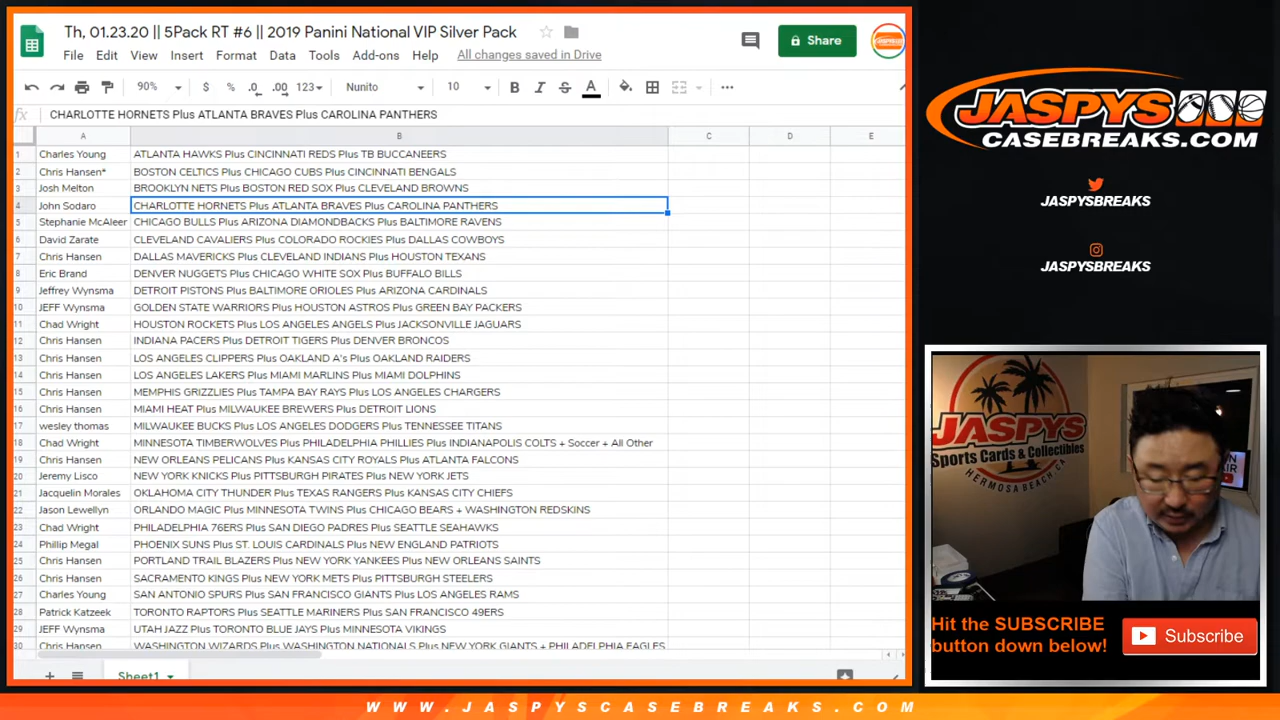 Th, 01.23.20 || 5Pack RT #6 || 2019 Panini National VIP Silver Pack
Share
File Edit View Insert Format Data Tools Add-ons Help All changes saved in Drive
90% $ % .0 .00 123 Nunito 10 B I S A
fx CHARLOTTE HORNETS Plus ATLANTA BRAVES Plus CAROLINA PANTHERS
A B C D E
1 Charles Young ATLANTA HAWKS Plus CINCINNATI REDS Plus TB BUCCANEERS
2 Chris Hansen* BOSTON CELTICS Plus CHICAGO CUBS Plus CINCINNATI BENGALS
3 Josh Melton BROOKLYN NETS Plus BOSTON RED SOX Plus CLEVELAND BROWNS
4 John Sodaro CHARLOTTE HORNETS Plus ATLANTA BRAVES Plus CAROLINA PANTHERS
5 Stephanie McAleer CHICAGO BULLS Plus ARIZONA DIAMONDBACKS Plus BALTIMORE RAVENS
6 David Zarate CLEVELAND CAVALIERS Plus COLORADO ROCKIES Plus DALLAS COWBOYS
7 Chris Hansen DALLAS MAVERICKS Plus CLEVELAND INDIANS Plus HOUSTON TEXANS
8 Eric Brand DENVER NUGGETS Plus CHICAGO WHITE SOX Plus BUFFALO BILLS
9 Jeffrey Wynsma DETROIT PISTONS Plus BALTIMORE ORIOLES Plus ARIZONA CARDINALS
10 JEFF Wynsma GOLDEN STATE WARRIORS Plus HOUSTON ASTROS Plus GREEN BAY PACKERS
11 Chad Wright HOUSTON ROCKETS Plus LOS ANGELES ANGELS Plus JACKSONVILLE JAGUARS
12 Chris Hansen INDIANA PACERS Plus DETROIT TIGERS Plus DENVER BRONCOS
13 Chris Hansen LOS ANGELES CLIPPERS Plus OAKLAND A's Plus OAKLAND RAIDERS
14 Chris Hansen LOS ANGELES LAKERS Plus MIAMI MARLINS Plus MIAMI DOLPHINS
15 Chris Hansen MEMPHIS GRIZZLIES Plus TAMPA BAY RAYS Plus LOS ANGELES CHARGERS
16 Chris Hansen MIAMI HEAT Plus MILWAUKEE BREWERS Plus DETROIT LIONS
17 wesley thomas MILWAUKEE BUCKS Plus LOS ANGELES DODGERS Plus TENNESSEE TITANS
18 Chad Wright MINNESOTA TIMBERWOLVES Plus PHILADELPHIA PHILLIES Plus INDIANAPOLIS COLTS + Soccer + All Other
19 Chris Hansen NEW ORLEANS PELICANS Plus KANSAS CITY ROYALS Plus ATLANTA FALCONS
20 Jeremy Lisco NEW YORK KNICKS Plus PITTSBURGH PIRATES Plus NEW YORK JETS
21 Jacquelin Morales OKLAHOMA CITY THUNDER Plus TEXAS RANGERS Plus KANSAS CITY CHIEFS
22 Jason Lewellyn ORLANDO MAGIC Plus MINNESOTA TWINS Plus CHICAGO BEARS + WASHINGTON REDSKINS
23 Chad Wright PHILADELPHIA 76ERS Plus SAN DIEGO PADRES Plus SEATTLE SEAHAWKS
24 Phillip Megal PHOENIX SUNS Plus ST. LOUIS CARDINALS Plus NEW ENGLAND PATRIOTS
25 Chris Hansen PORTLAND TRAIL BLAZERS Plus NEW YORK YANKEES Plus NEW ORLEANS SAINTS
26 Chris Hansen SACRAMENTO KINGS Plus NEW YORK METS Plus PITTSBURGH STEELERS
27 Charles Young SAN ANTONIO SPURS Plus SAN FRANCISCO GIANTS Plus LOS ANGELES RAMS
28 Patrick Katzeek TORONTO RAPTORS Plus SEATTLE MARINERS Plus SAN FRANCISCO 49ERS
29 JEFF Wynsma UTAH JAZZ Plus TORONTO BLUE JAYS Plus MINNESOTA VIKINGS
30 Chris Hansen WASHINGTON WIZARDS Plus WASHINGTON NATIONALS Plus NEW YORK GIANTS + PHILADELPHIA EAGLES
Sheet1
JASPYS
CASEBREAKS.COM
JASPYSBREAKS
JASPYSBREAKS
JASPYS
Sports Cards & Collectibles
HERMOSA BEACH, CA
Hit the SUBSCRIBE
button down below!
Subscribe
WWW.JASPYSCASEBREAKS.COM